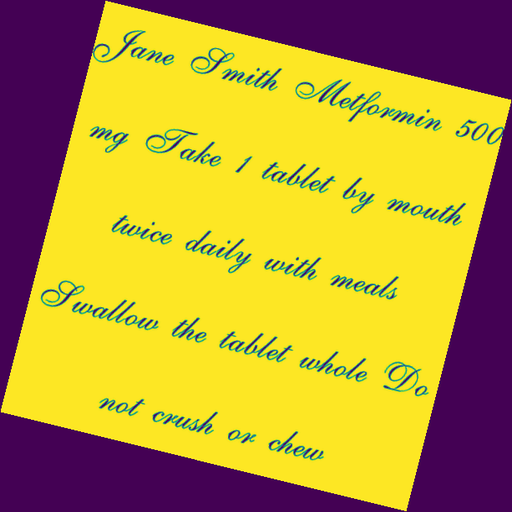 Jane Smith Metformin 500
mg Take 1 tablet by mouth
twice daily with meals
Swallow the tablet whole Do
not crush or chew